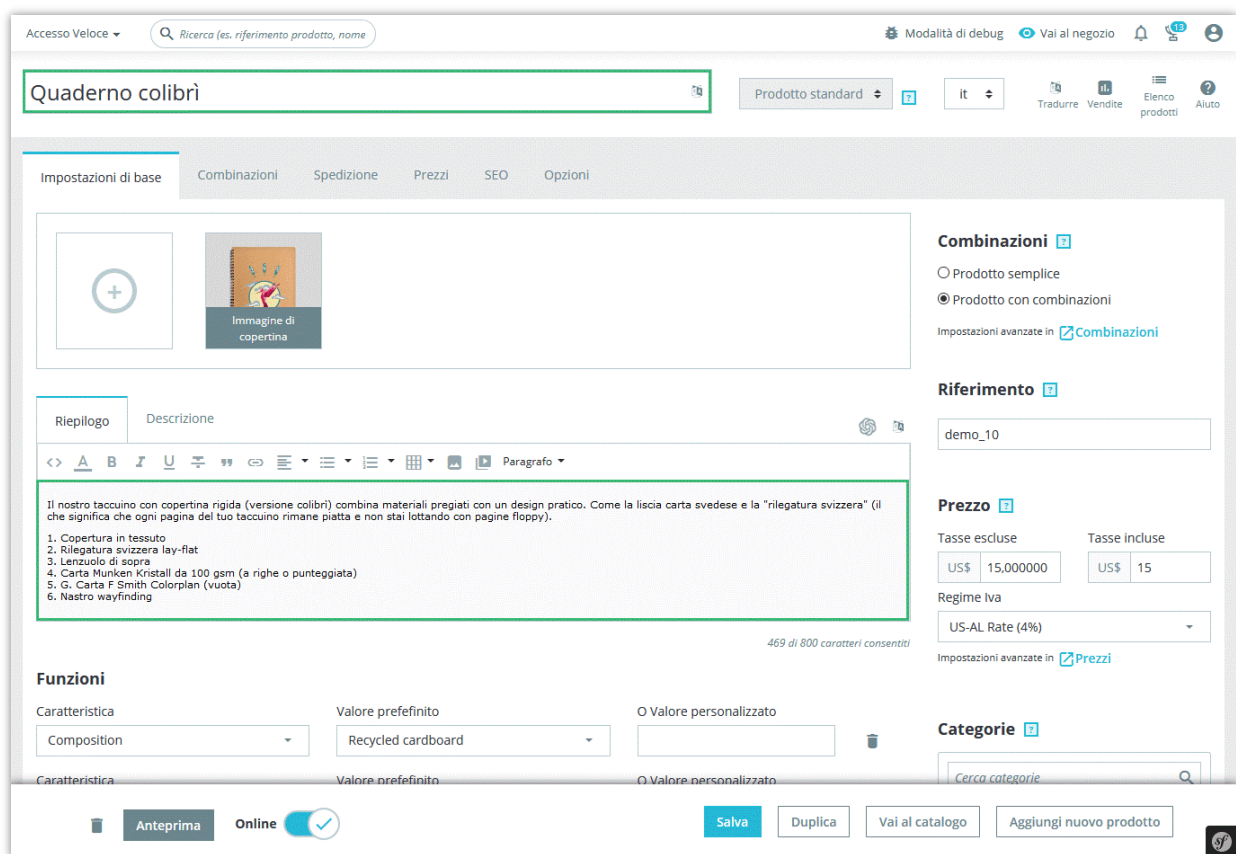 Accesso Veloce
Ricerca (es. riferimento prodotto, nome
Modalità di debug
Vai al negozio
13
Quaderno colibrì
Prodotto standard
?
it
Tradurre
Vendite
Elenco
prodotti
Aiuto
Impostazioni di base
Combinazioni
Spedizione
Prezzi
SEO
Opzioni
Immagine di
copertina
Combinazioni ?
Prodotto semplice
Prodotto con combinazioni
Impostazioni avanzate in Combinazioni
Riferimento ?
demo_10
Riepilogo
Descrizione
Paragrafo
Il nostro taccuino con copertina rigida (versione colibrì) combina materiali pregiati con un design pratico. Come la liscia carta svedese e la "rilegatura svizzera" (il
che significa che ogni pagina del tuo taccuino rimane piatta e non stai lottando con pagine floppy).
1. Copertura in tessuto
2. Rilegatura svizzera lay-flat
3. Lenzuolo di sopra
4. Carta Munken Kristall da 100 gsm (a righe o punteggiata)
5. G. Carta F Smith Colorplan (vuota)
6. Nastro wayfinding
469 di 800 caratteri consentiti
Prezzo ?
Tasse escluse
Tasse incluse
US$ 15,000000
US$ 15
Regime Iva
US-AL Rate (4%)
Impostazioni avanzate in Prezzi
Funzioni
Caratteristica
Valore prefefinito
O Valore personalizzato
Composition
Recycled cardboard
Caratteristica
Valore prefefinito
O Valore personalizzato
Categorie ?
Cerca categorie
Anteprima
Online
Salva
Duplica
Vai al catalogo
Aggiungi nuovo prodotto
sf